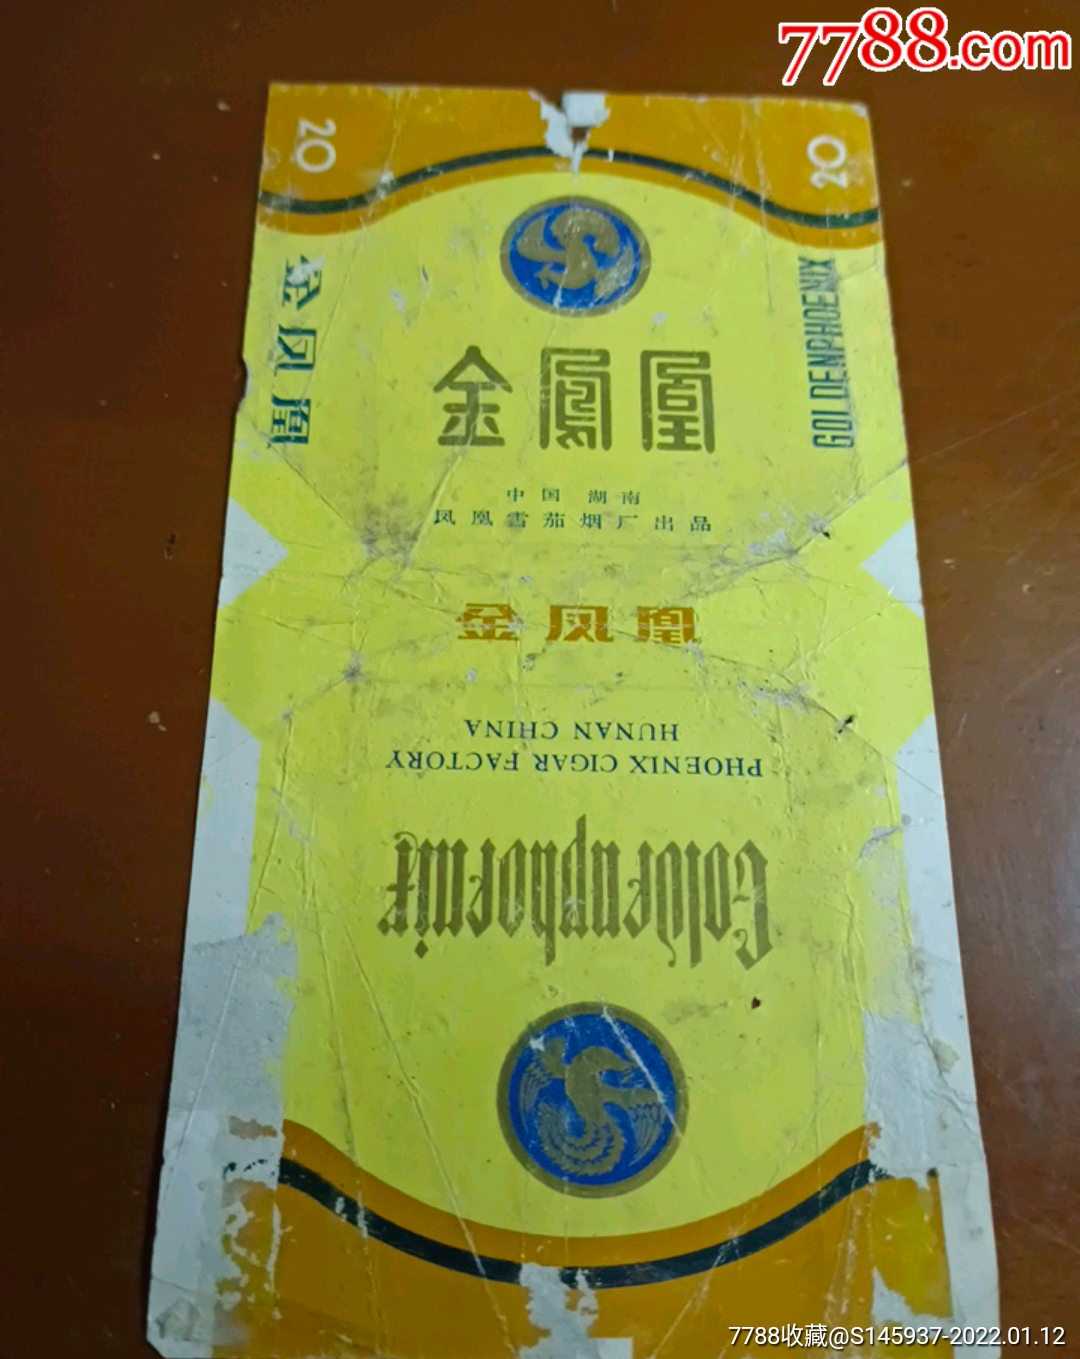 7788.com
20
20
金凤凰
GOLDENPHOENIX
金鳳凰
中国 湖南
凤凰雪茄烟厂出品
金凤凰
PHOENIX CIGAR FACTORY
HUNAN CHINA
Goldenphoenix
7788收藏@S145937-2022.01.12